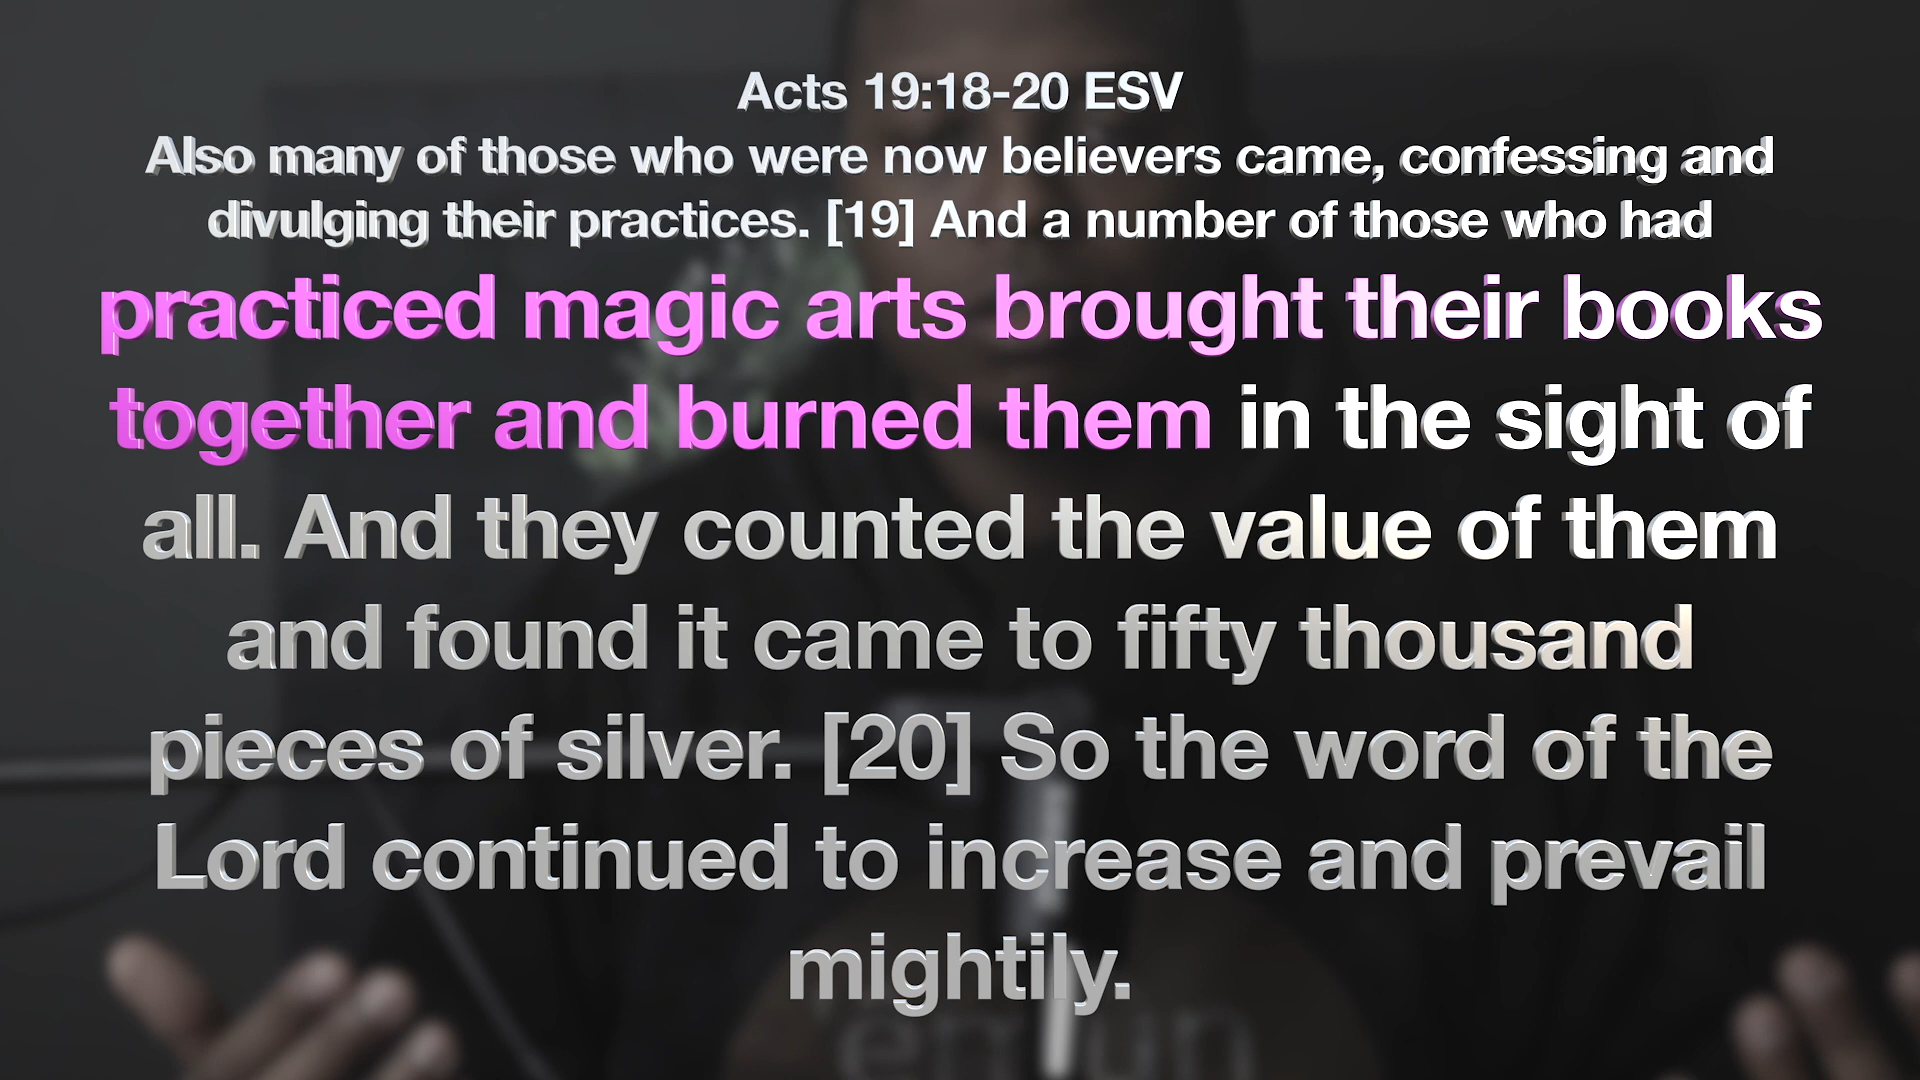 Acts 19:18-20 ESV
Also many of those who were now believers came, confessing and
divulging their practices. [19] And a number of those who had
practiced magic arts brought their books
together and burned them in the sight of
all. And they counted the value of them
and found it came to fifty thousand
pieces of silver. [20] So the word of the
Lord continued to increase and prevail
mightily.